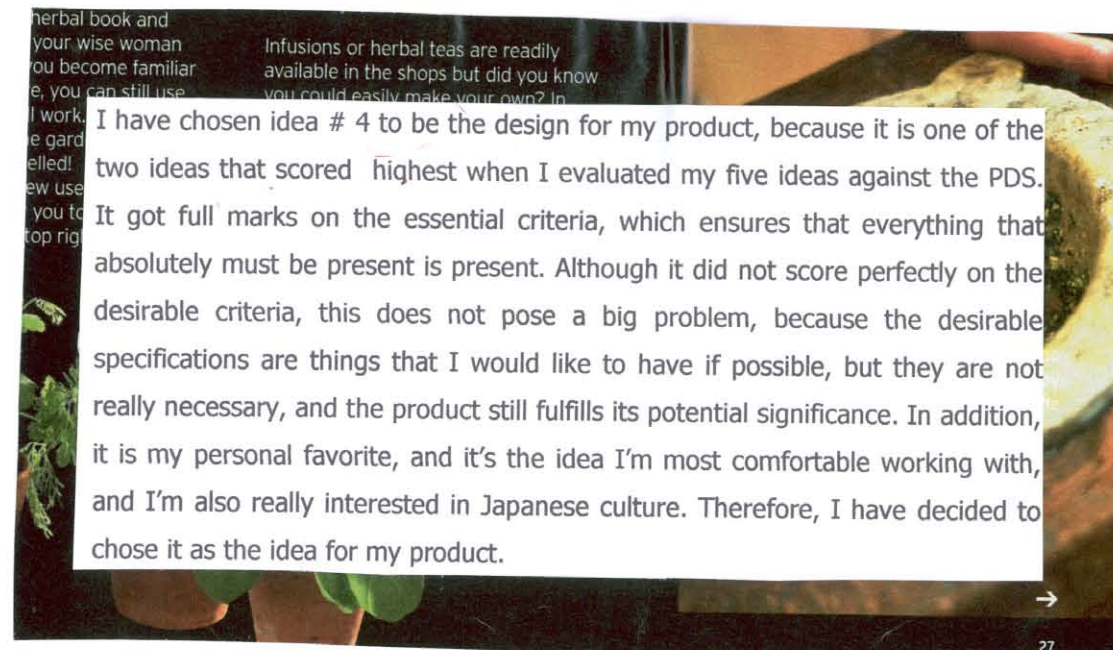 herbal book and
your wise woman
ou become familiar
e, you can still use
l work.
e gard
elled!
ew use
you to
top rig
Infusions or herbal teas are readily
available in the shops but did you know
you could easily make your own? In
I have chosen idea # 4 to be the design for my product, because it is one of the
two ideas that scored highest when I evaluated my five ideas against the PDS.
It got full marks on the essential criteria, which ensures that everything that
absolutely must be present is present. Although it did not score perfectly on the
desirable criteria, this does not pose a big problem, because the desirable
specifications are things that I would like to have if possible, but they are not
really necessary, and the product still fulfills its potential significance. In addition,
it is my personal favorite, and it's the idea I'm most comfortable working with,
and I'm also really interested in Japanese culture. Therefore, I have decided to
chose it as the idea for my product.
→
27